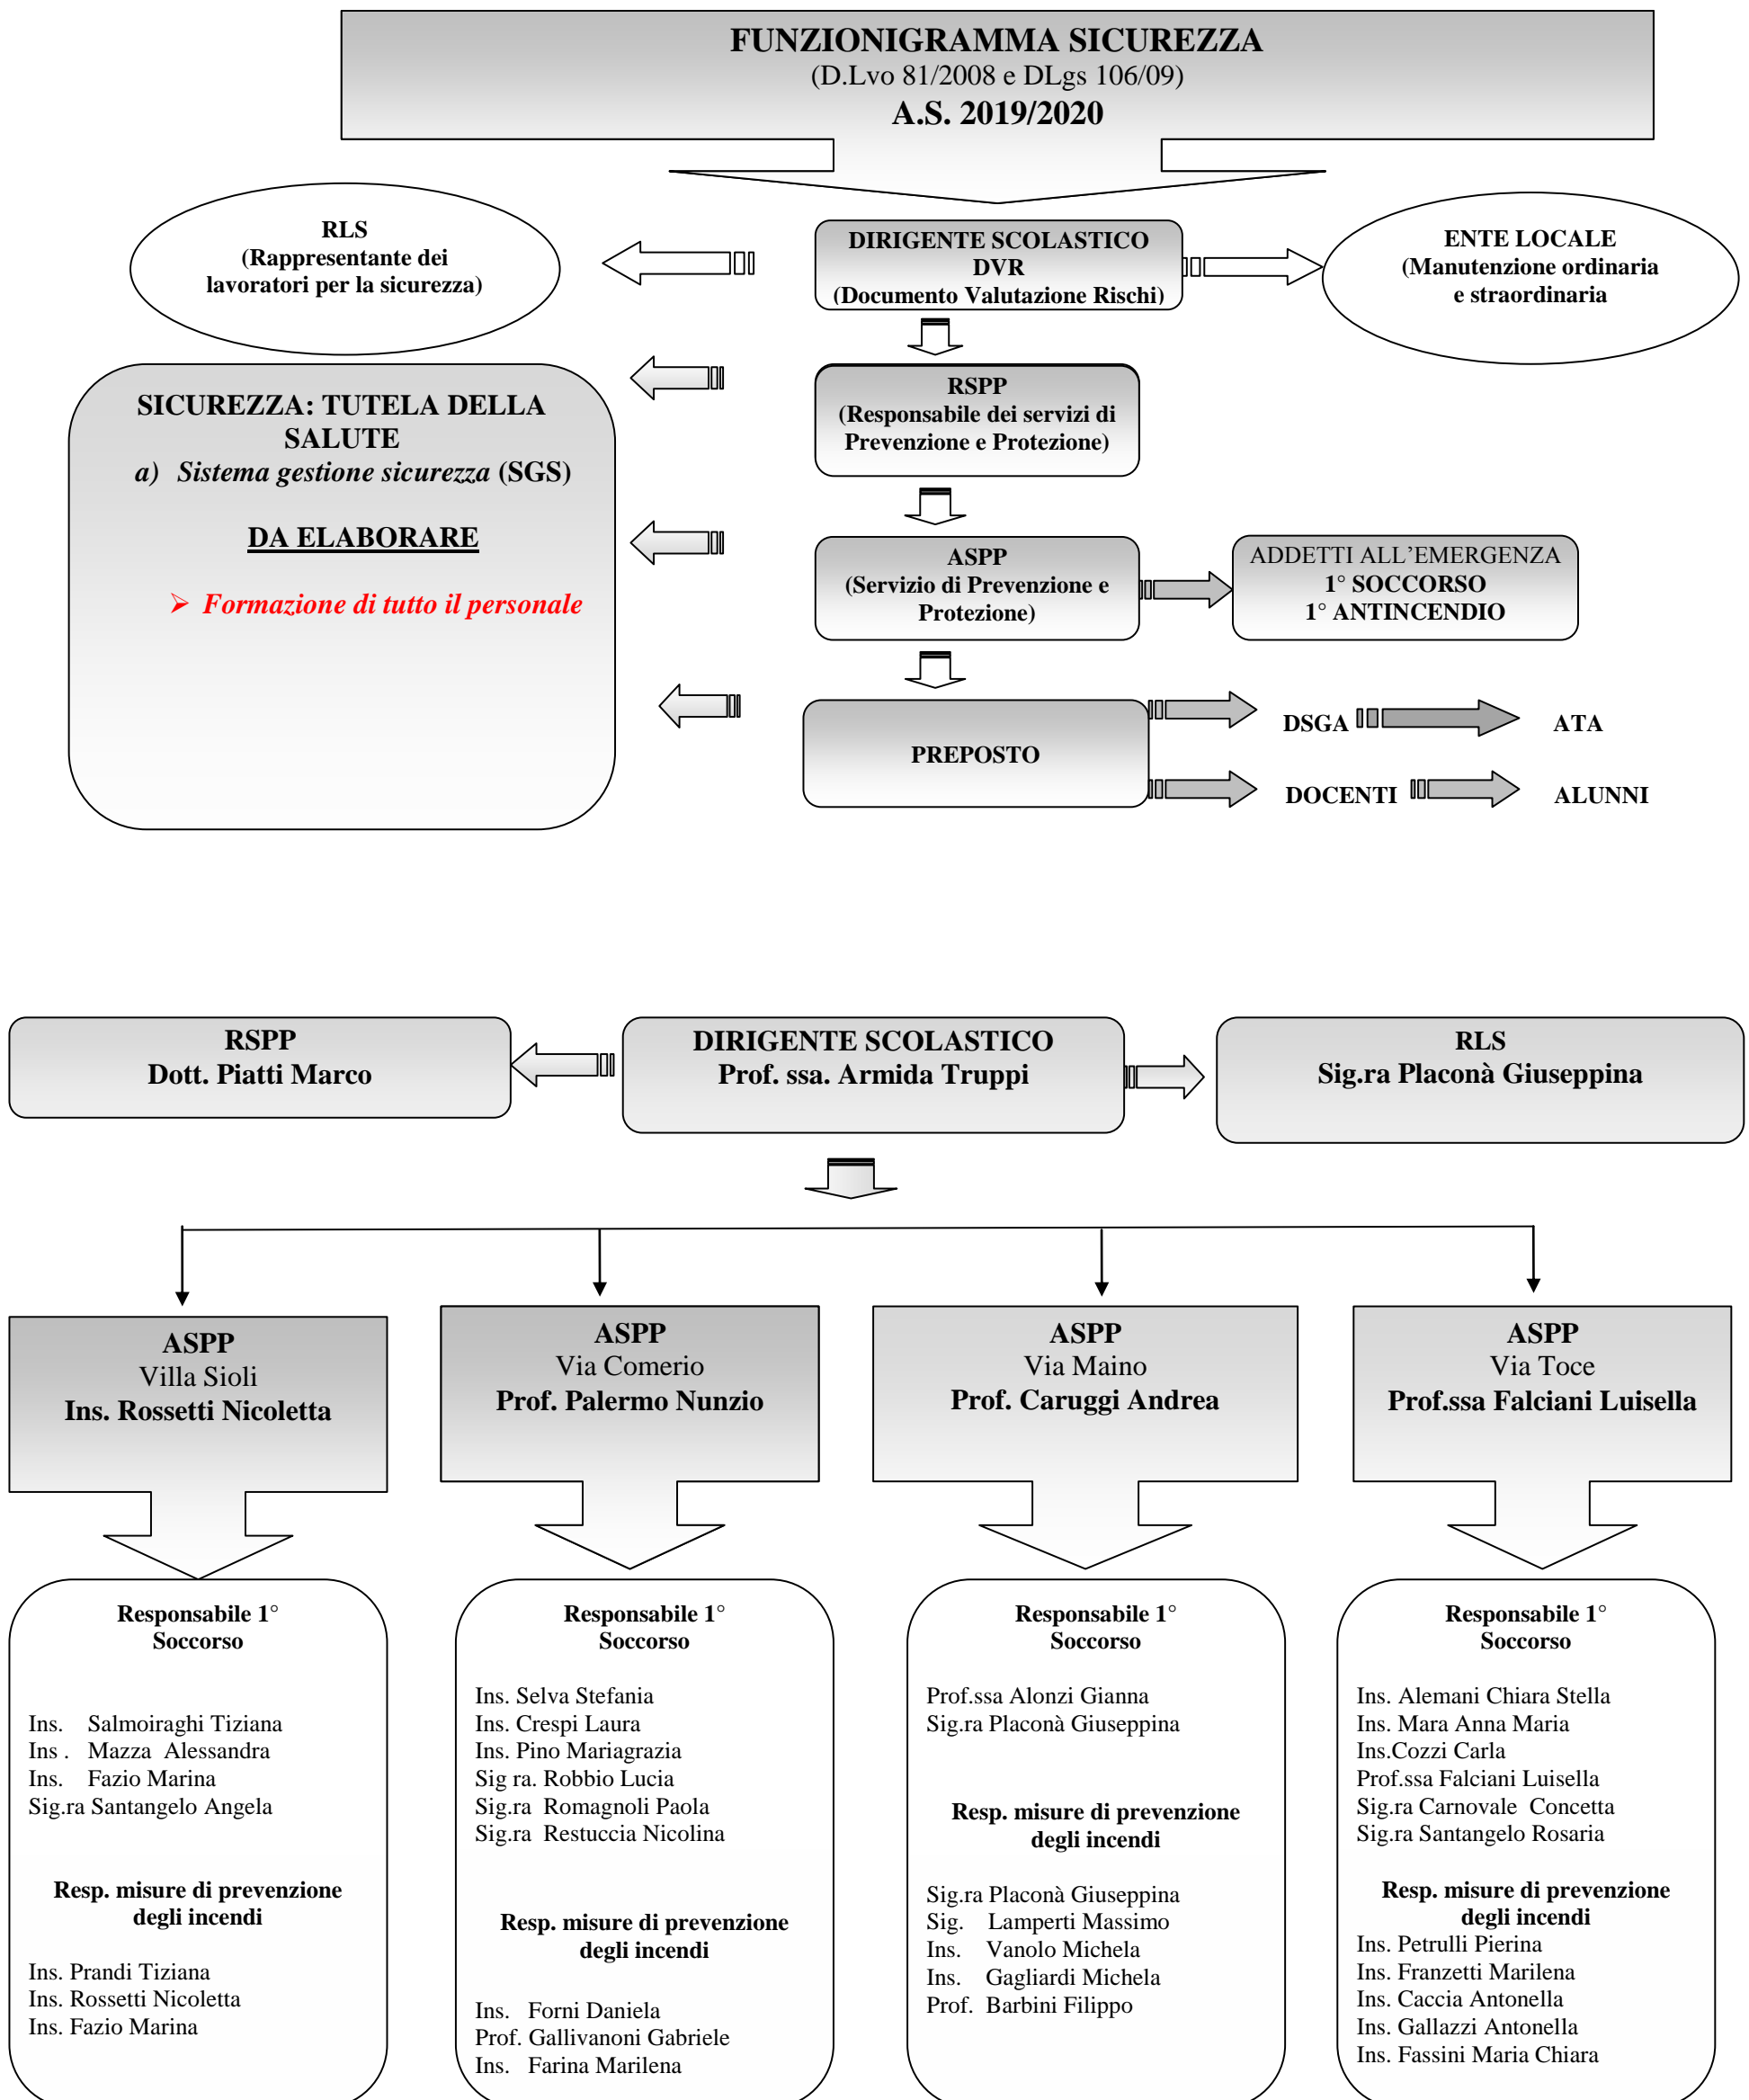 FUNZIONIGRAMMA SICUREZZA
(D.Lvo 81/2008 e DLgs 106/09)
A.S. 2019/2020
RLS
(Rappresentante dei
lavoratori per la sicurezza)
DIRIGENTE SCOLASTICO
DVR
(Documento Valutazione Rischi)
ENTE LOCALE
(Manutenzione ordinaria
e straordinaria
SICUREZZA: TUTELA DELLA
SALUTE
a) Sistema gestione sicurezza (SGS)
DA ELABORARE
➢ Formazione di tutto il personale
RSPP
(Responsabile dei servizi di
Prevenzione e Protezione)
ASPP
(Servizio di Prevenzione e
Protezione)
ADDETTI ALL'EMERGENZA
1° SOCCORSO
1° ANTINCENDIO
PREPOSTO
DSGA
ATA
DOCENTI
ALUNNI
RSPP
Dott. Piatti Marco
DIRIGENTE SCOLASTICO
Prof. ssa. Armida Truppi
RLS
Sig.ra Placonà Giuseppina
ASPP
Villa Sioli
Ins. Rossetti Nicoletta
ASPP
Via Comerio
Prof. Palermo Nunzio
ASPP
Via Maino
Prof. Caruggi Andrea
ASPP
Via Toce
Prof.ssa Falciani Luisella
Responsabile 1°
Soccorso
Ins. Salmoiraghi Tiziana
Ins . Mazza Alessandra
Ins. Fazio Marina
Sig.ra Santangelo Angela
Resp. misure di prevenzione
degli incendi
Ins. Prandi Tiziana
Ins. Rossetti Nicoletta
Ins. Fazio Marina
Responsabile 1°
Soccorso
Ins. Selva Stefania
Ins. Crespi Laura
Ins. Pino Mariagrazia
Sig ra. Robbio Lucia
Sig.ra Romagnoli Paola
Sig.ra Restuccia Nicolina
Resp. misure di prevenzione
degli incendi
Ins. Forni Daniela
Prof. Gallivanoni Gabriele
Ins. Farina Marilena
Responsabile 1°
Soccorso
Prof.ssa Alonzi Gianna
Sig.ra Placonà Giuseppina
Resp. misure di prevenzione
degli incendi
Sig.ra Placonà Giuseppina
Sig. Lamperti Massimo
Ins. Vanolo Michela
Ins. Gagliardi Michela
Prof. Barbini Filippo
Responsabile 1°
Soccorso
Ins. Alemani Chiara Stella
Ins. Mara Anna Maria
Ins.Cozzi Carla
Prof.ssa Falciani Luisella
Sig.ra Carnovale Concetta
Sig.ra Santangelo Rosaria
Resp. misure di prevenzione
degli incendi
Ins. Petrulli Pierina
Ins. Franzetti Marilena
Ins. Caccia Antonella
Ins. Gallazzi Antonella
Ins. Fassini Maria Chiara